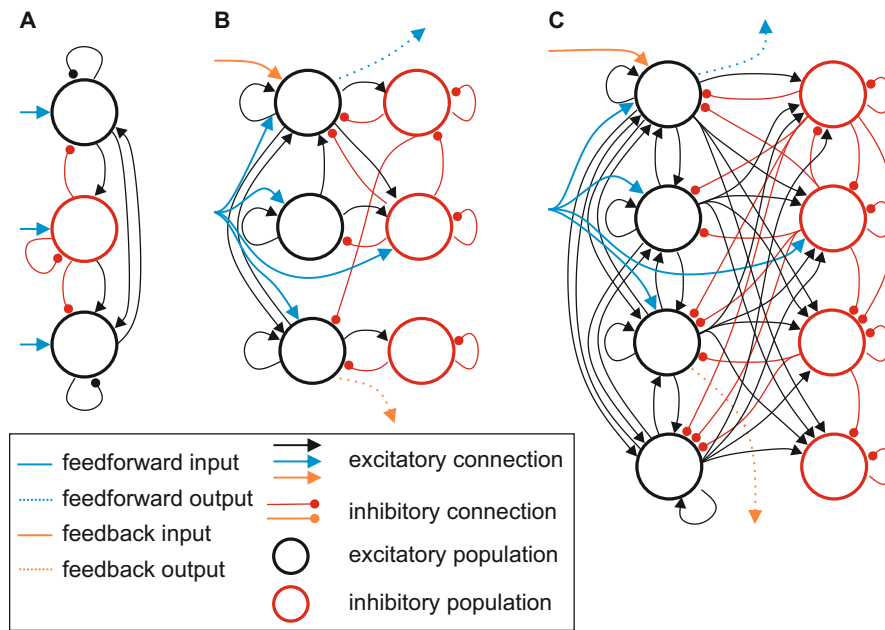 A
B
C
feedforward input
feedforward output
feedback input
feedback output
excitatory connection
inhibitory connection
excitatory population
inhibitory population